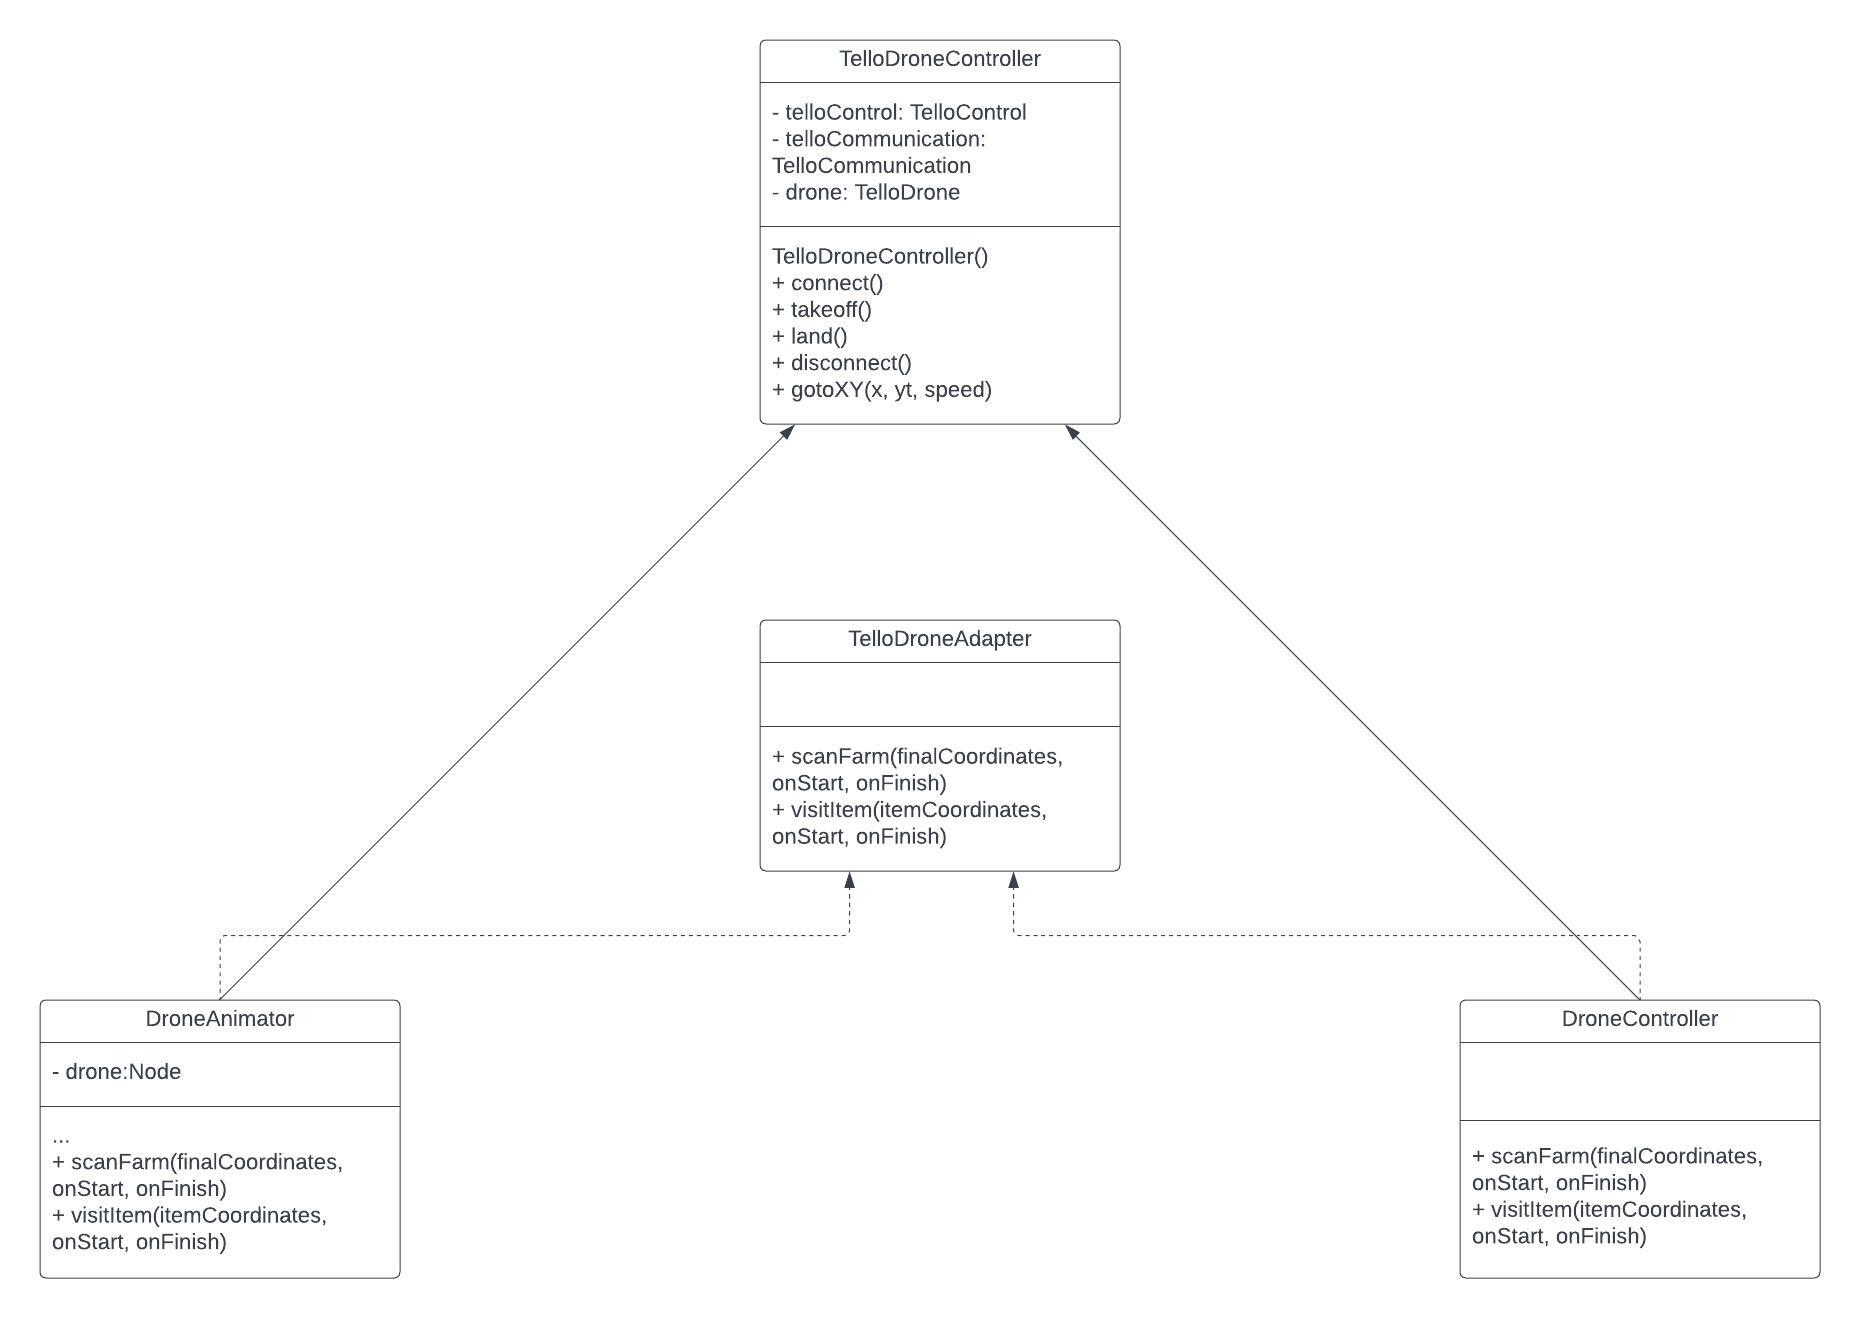 TelloDroneController
- telloControl: TelloControl
- telloCommunication:
TelloCommunication
- drone: TelloDrone
TelloDroneController()
+ connect()
+ takeoff()
+ land()
+ disconnect()
+ gotoXY(x, yt, speed)
TelloDroneAdapter
+ scanFarm(finalCoordinates,
onStart, onFinish)
+ visitItem(itemCoordinates,
onStart, onFinish)
DroneAnimator
- drone:Node
...
+ scanFarm(finalCoordinates,
onStart, onFinish)
+ visitItem(itemCoordinates,
onStart, onFinish)
DroneController
+ scanFarm(finalCoordinates,
onStart, onFinish)
+ visitItem(itemCoordinates,
onStart, onFinish)